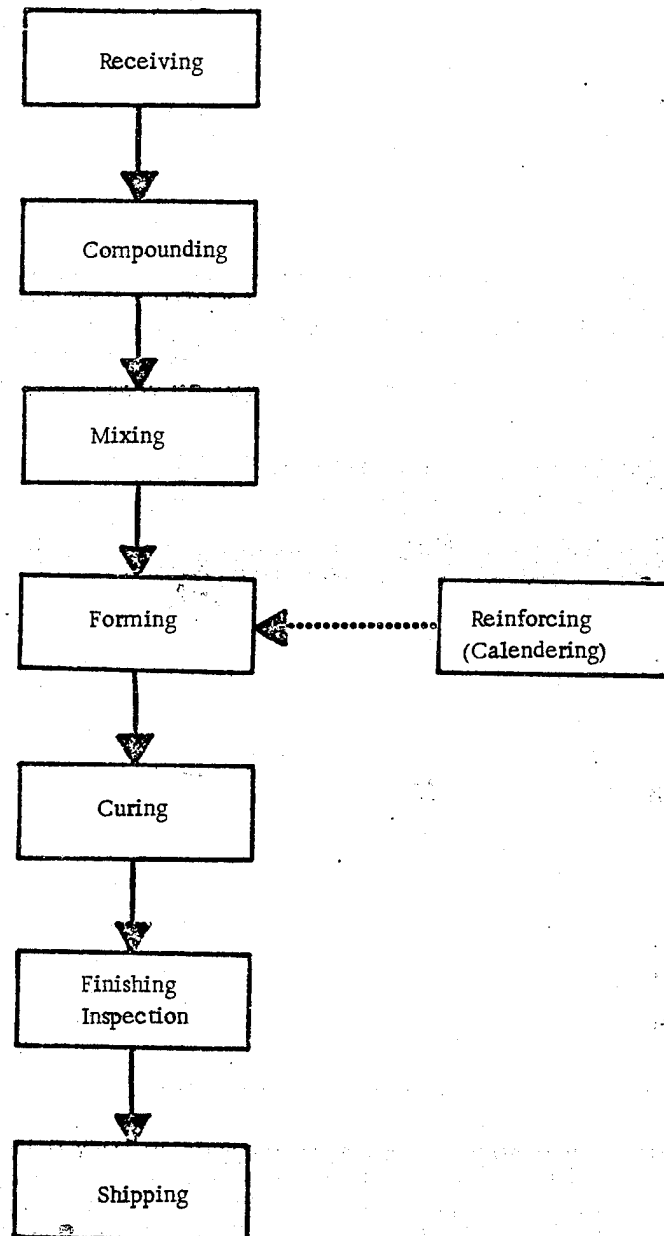 Receiving
Compounding
Mixing
Forming
Reinforcing
(Calendering)
Curing
Finishing
Inspection
Shipping